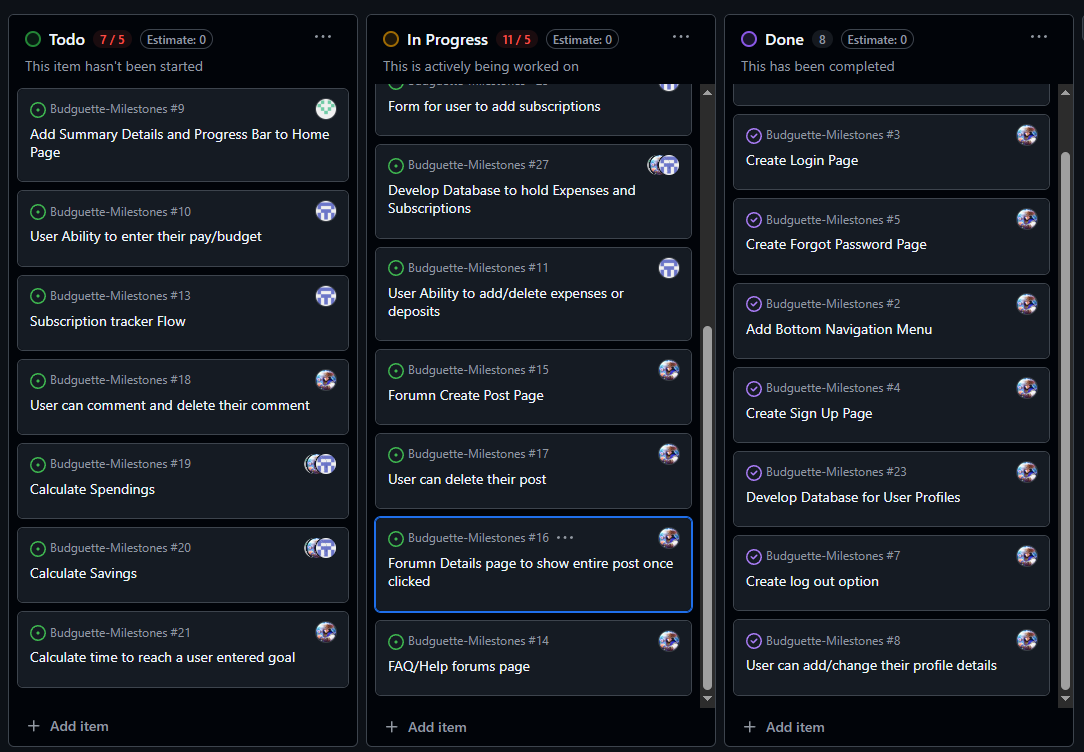 Todo 7 / 5 Estimate: 0
This item hasn't been started
Budguette-Milestones #9
Add Summary Details and Progress Bar to Home
Page
Budguette-Milestones #10
User Ability to enter their pay/budget
Budguette-Milestones #13
Subscription tracker Flow
Budguette-Milestones #18
User can comment and delete their comment
Budguette-Milestones #19
Calculate Spendings
Budguette-Milestones #20
Calculate Savings
Budguette-Milestones #21
Calculate time to reach a user entered goal
Add item
In Progress 11 / 5 Estimate: 0
This is actively being worked on
Form for user to add subscriptions
Budguette-Milestones #27
Develop Database to hold Expenses and
Subscriptions
Budguette-Milestones #11
User Ability to add/delete expenses or
deposits
Budguette-Milestones #15
Forumn Create Post Page
Budguette-Milestones #17
User can delete their post
Budguette-Milestones #16
Forumn Details page to show entire post once
clicked
Budguette-Milestones #14
FAQ/Help forums page
Add item
Done 8 Estimate: 0
This has been completed
Budguette-Milestones #3
Create Login Page
Budguette-Milestones #5
Create Forgot Password Page
Budguette-Milestones #2
Add Bottom Navigation Menu
Budguette-Milestones #4
Create Sign Up Page
Budguette-Milestones #23
Develop Database for User Profiles
Budguette-Milestones #7
Create log out option
Budguette-Milestones #8
User can add/change their profile details
Add item